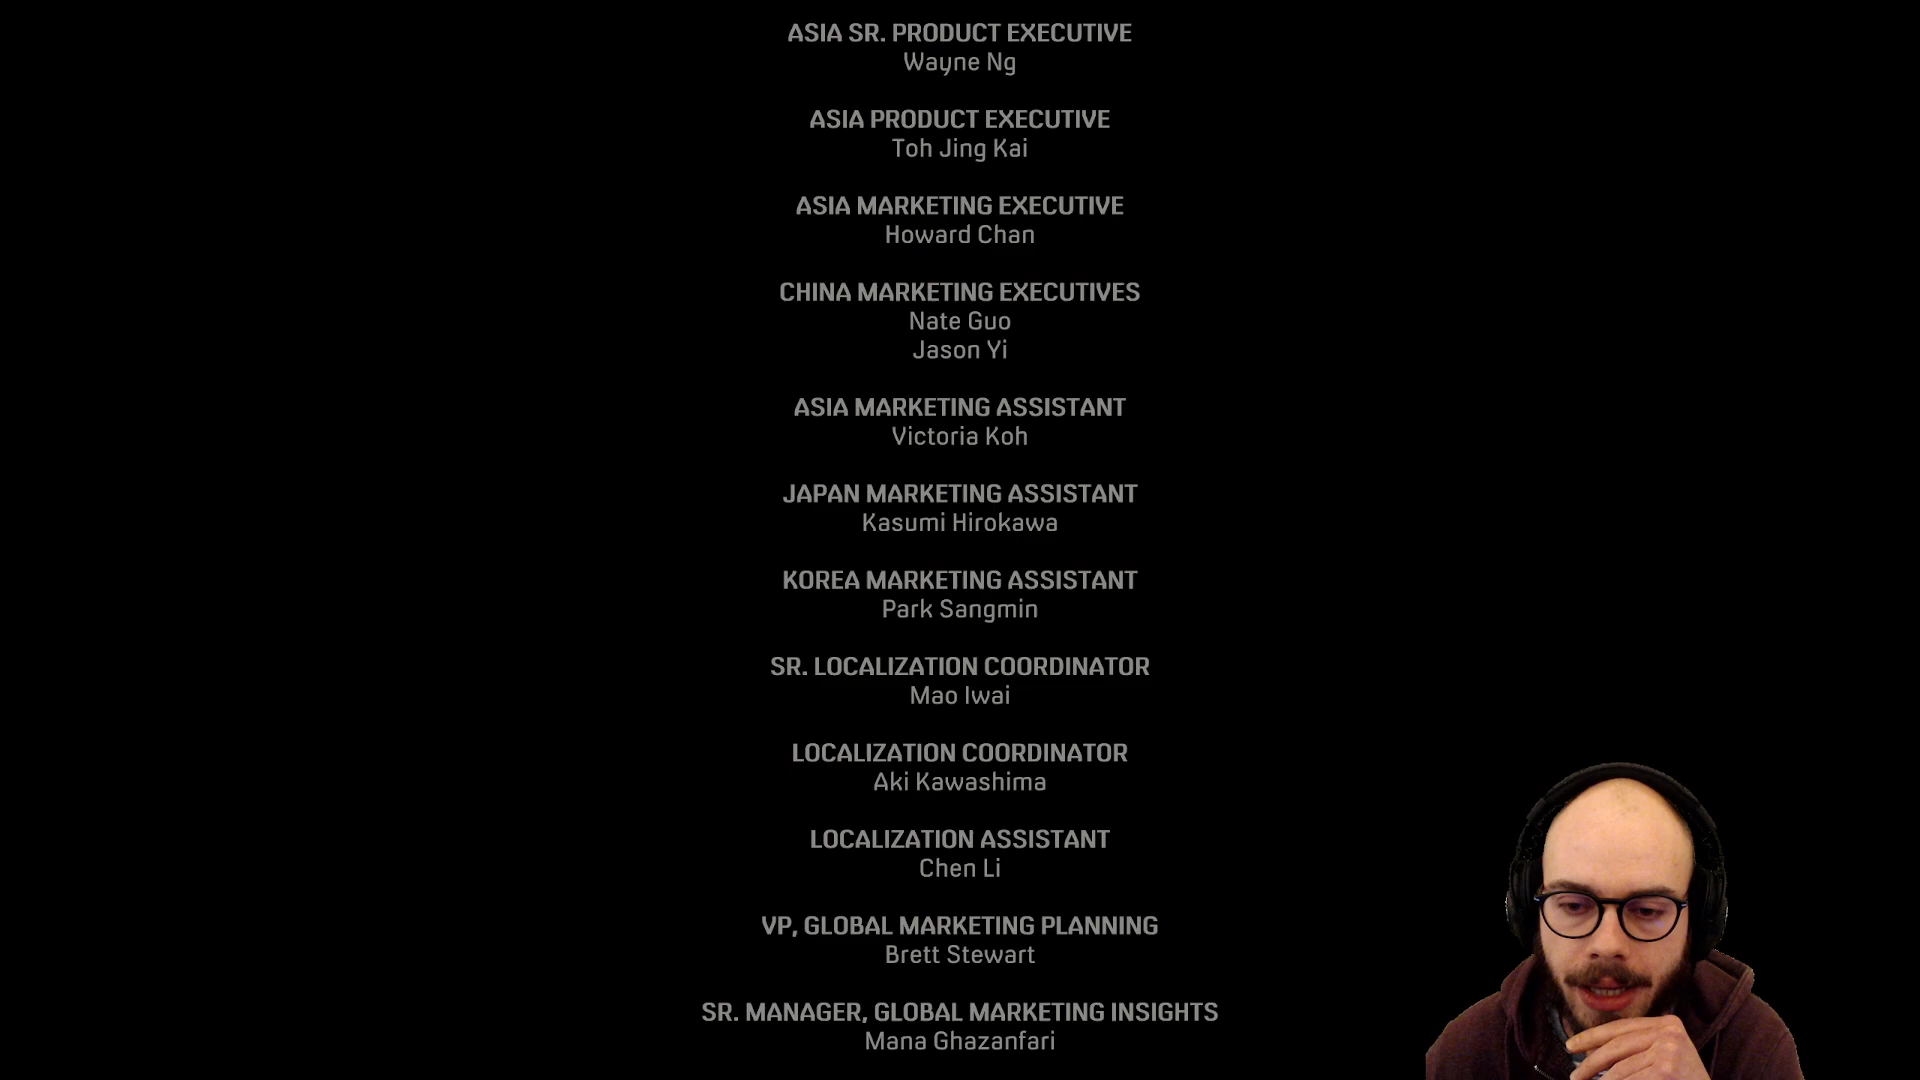 ASIA SR. PRODUCT EXECUTIVE
Wayne Ng
ASIA PRODUCT EXECUTIVE
Toh Jing Kai
ASIA MARKETING EXECUTIVE
Howard Chan
CHINA MARKETING EXECUTIVES
Nate Guo
Jason Yi
ASIA MARKETING ASSISTANT
Victoria Koh
JAPAN MARKETING ASSISTANT
Kasumi Hirokawa
KOREA MARKETING ASSISTANT
Park Sangmin
SR. LOCALIZATION COORDINATOR
Mao Iwai
LOCALIZATION COORDINATOR
Aki Kawashima
LOCALIZATION ASSISTANT
Chen Li
VP, GLOBAL MARKETING PLANNING
Brett Stewart
SR. MANAGER, GLOBAL MARKETING INSIGHTS
Mana Ghazanfari